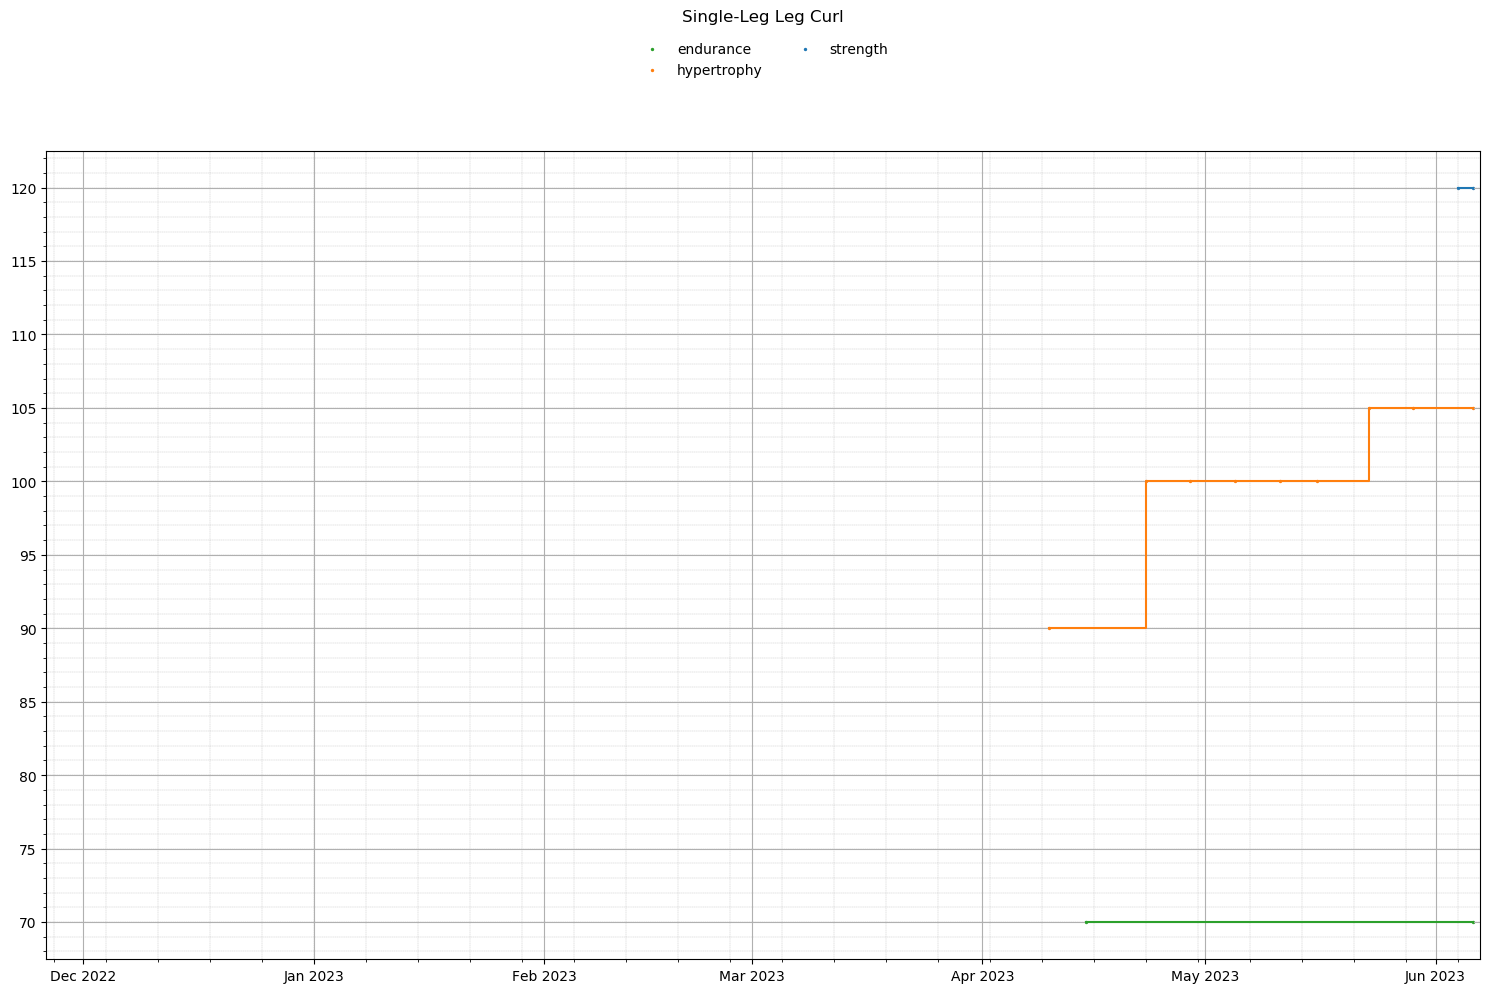 Single-Leg Leg Curl
endurance
hypertrophy
strength
120
115
110
105
100
95
90
85
80
75
70
Dec 2022
Jan 2023
Feb 2023
Mar 2023
Apr 2023
May 2023
Jun 2023